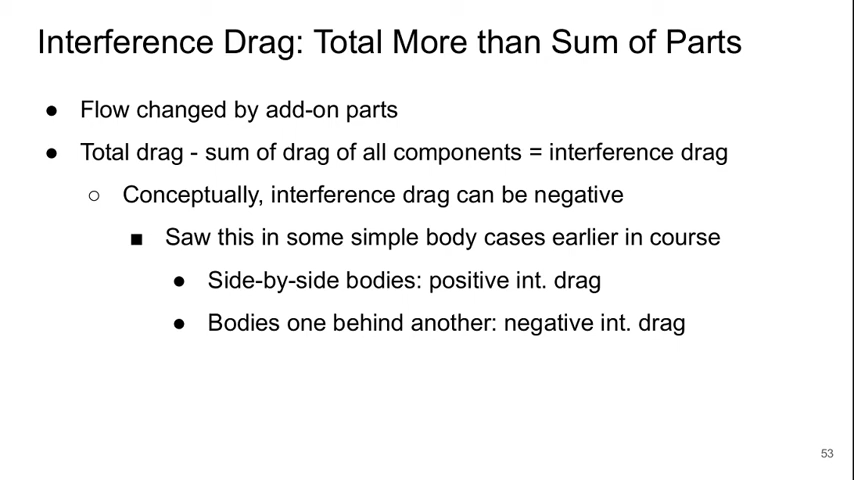 Interference Drag: Total More than Sum of Parts
● Flow changed by add-on parts
● Total drag - sum of drag of all components = interference drag
○ Conceptually, interference drag can be negative
■ Saw this in some simple body cases earlier in course
● Side-by-side bodies: positive int. drag
● Bodies one behind another: negative int. drag
53